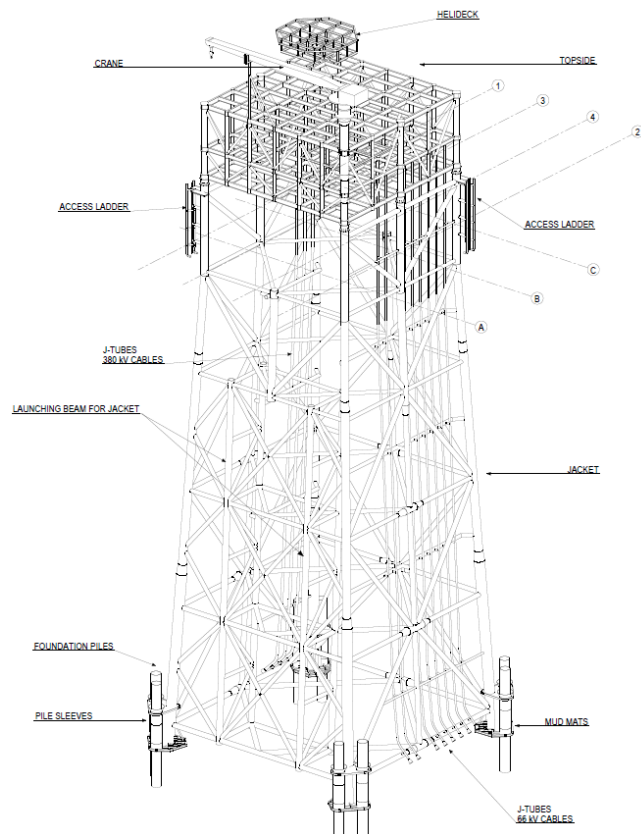 HELIDECK
CRANE
TOPSIDE
1
3
4
2
ACCESS LADDER
ACCESS LADDER
C
B
A
J-TUBES
380 kV CABLES
LAUNCHING BEAM FOR JACKET
JACKET
FOUNDATION PILES
PILE SLEEVES
MUD MATS
J-TUBES
66 kV CABLES